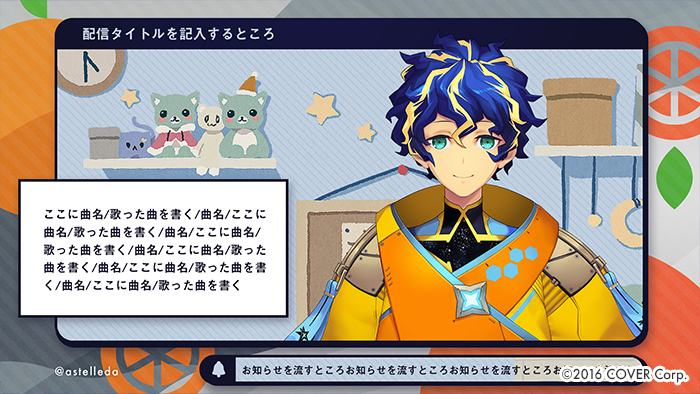 配信タイトルを記入するところ
ここに曲名/歌った曲を書く/曲名/ここに
曲名/歌った曲を書く/曲名/ここに曲名/
歌った曲を書く/曲名/ここに曲名/歌った
曲を書く/曲名/ここに曲名/歌った曲を書
く/曲名/ここに曲名/歌った曲を書く
@astelleda
お知らせを流すところお知らせを流すところお知らせを流すところお
©2016 COVER Corp.